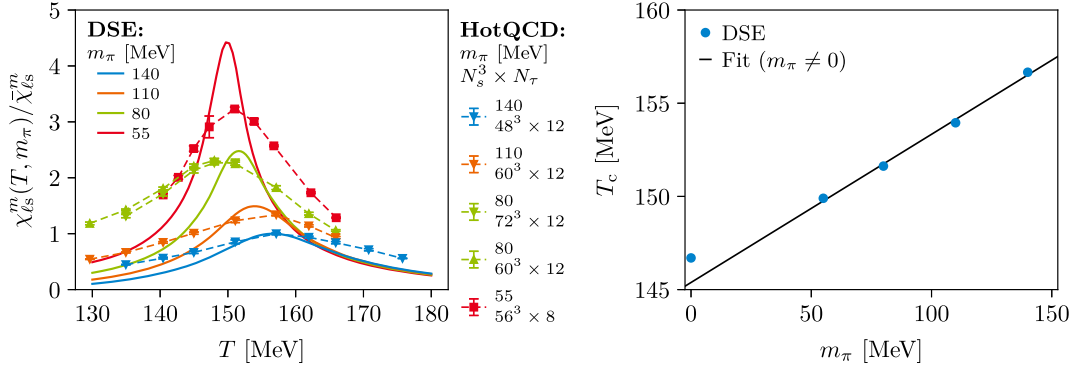 χ^m_ℓs(T, m_π)/χ̄^m_ℓs
5
4
3
2
1
0
130
140
150
160
170
180
T [MeV]
DSE:
m_π [MeV]
140
110
80
55
HotQCD:
m_π [MeV]
N_s^3 × N_τ
140
48^3 × 12
110
60^3 × 12
80
72^3 × 12
80
60^3 × 12
55
56^3 × 8
T_c [MeV]
160
155
150
145
0
50
100
150
m_π [MeV]
DSE
Fit (m_π ≠ 0)